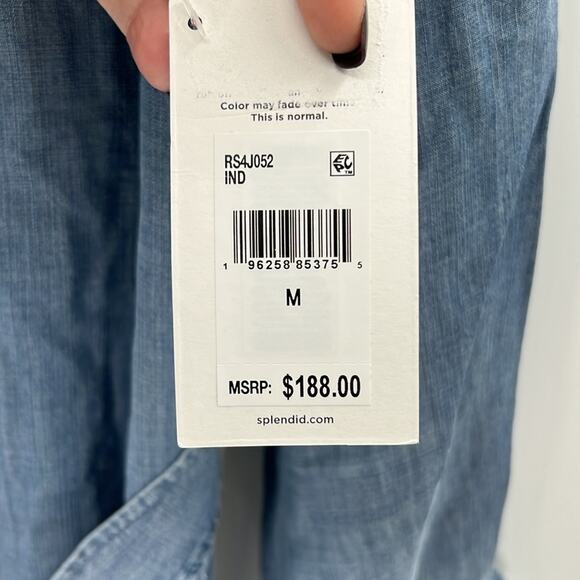 Color may fade over time.
This is normal.
RS4J052
IND
1 96258 85375 5
M
MSRP: $188.00
splendid.com